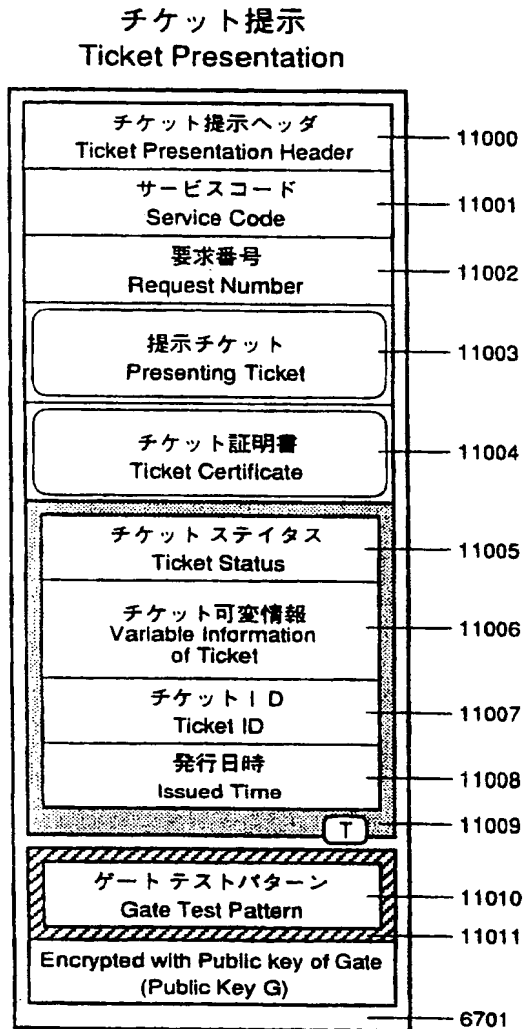 チケット提示
Ticket Presentation
チケット提示ヘッダ
Ticket Presentation Header
11000
サービスコード
Service Code
11001
要求番号
Request Number
11002
提示チケット
Presenting Ticket
11003
チケット証明書
Ticket Certificate
11004
チケット ステイタス
Ticket Status
11005
チケット可変情報
Variable Information
of Ticket
11006
チケットID
Ticket ID
11007
発行日時
Issued Time
11008
T
11009
ゲート テストパターン
Gate Test Pattern
11010
11011
Encrypted with Public key of Gate
(Public Key G)
6701